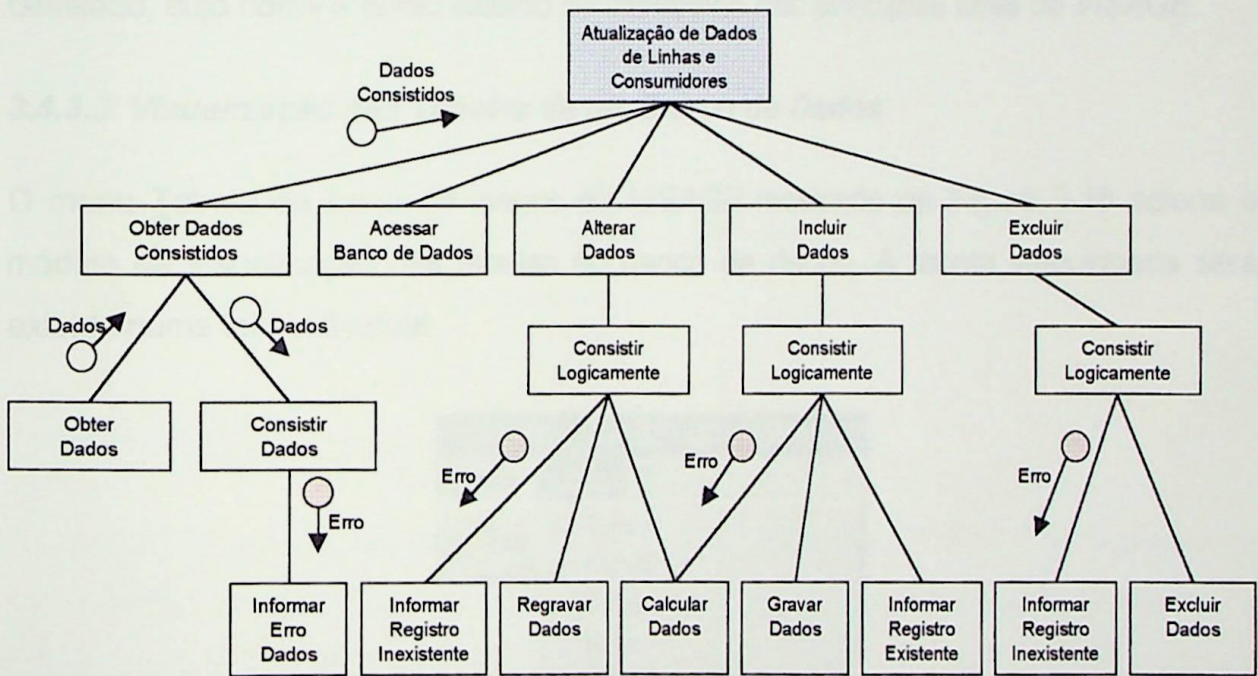 Atualização de Dados
de Linhas e
Consumidores
Dados
Consistidos
Obter Dados
Consistidos
Acessar
Banco de Dados
Alterar
Dados
Incluir
Dados
Excluir
Dados
Dados
Dados
Consistir
Logicamente
Consistir
Logicamente
Consistir
Logicamente
Obter
Dados
Consistir
Dados
Erro
Erro
Erro
Erro
Informar
Erro
Dados
Informar
Registro
Inexistente
Regravar
Dados
Calcular
Dados
Gravar
Dados
Informar
Registro
Existente
Informar
Registro
Inexistente
Excluir
Dados